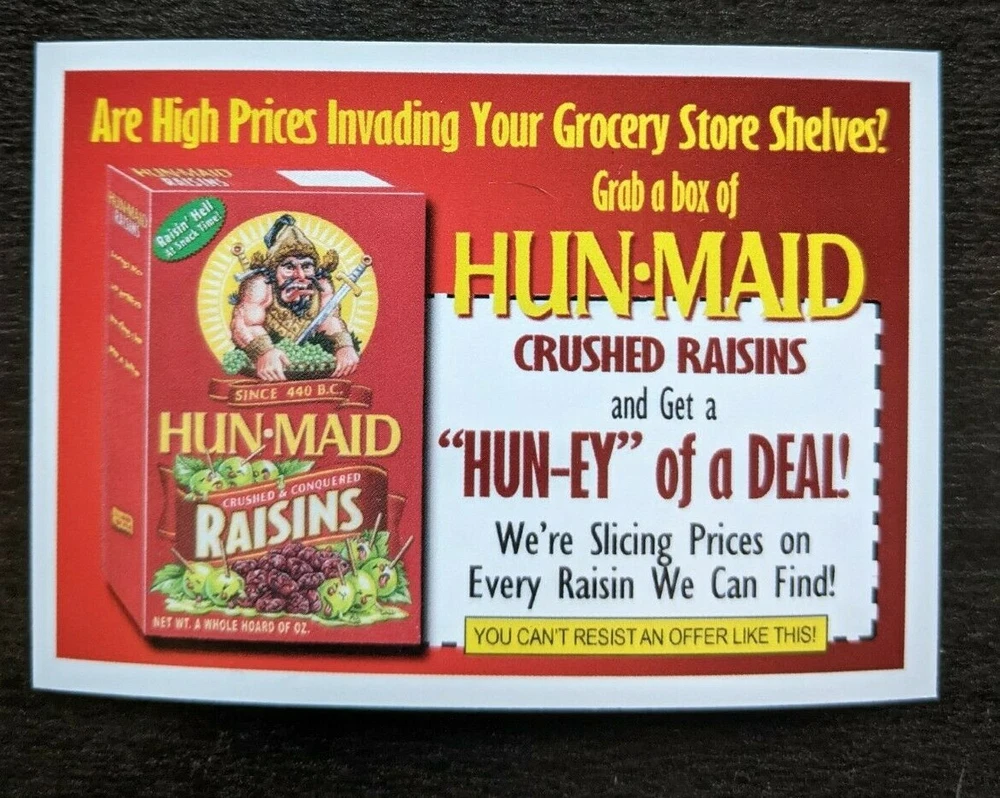 Are High Prices Invading Your Grocery Store Shelves?
Grab a box of
HUN·MAID
CRUSHED RAISINS
and Get a
"HUN-EY" of a DEAL!
We're Slicing Prices on
Every Raisin We Can Find!
YOU CAN'T RESIST AN OFFER LIKE THIS!
HUN·MAID
RAISINS
HUN·MAID
RAISINS
Raisin' Hell
At Snack Time!
SINCE 440 B.C.
HUN·MAID
CRUSHED & CONQUERED
RAISINS
NET WT. A WHOLE HOARD OF OZ.